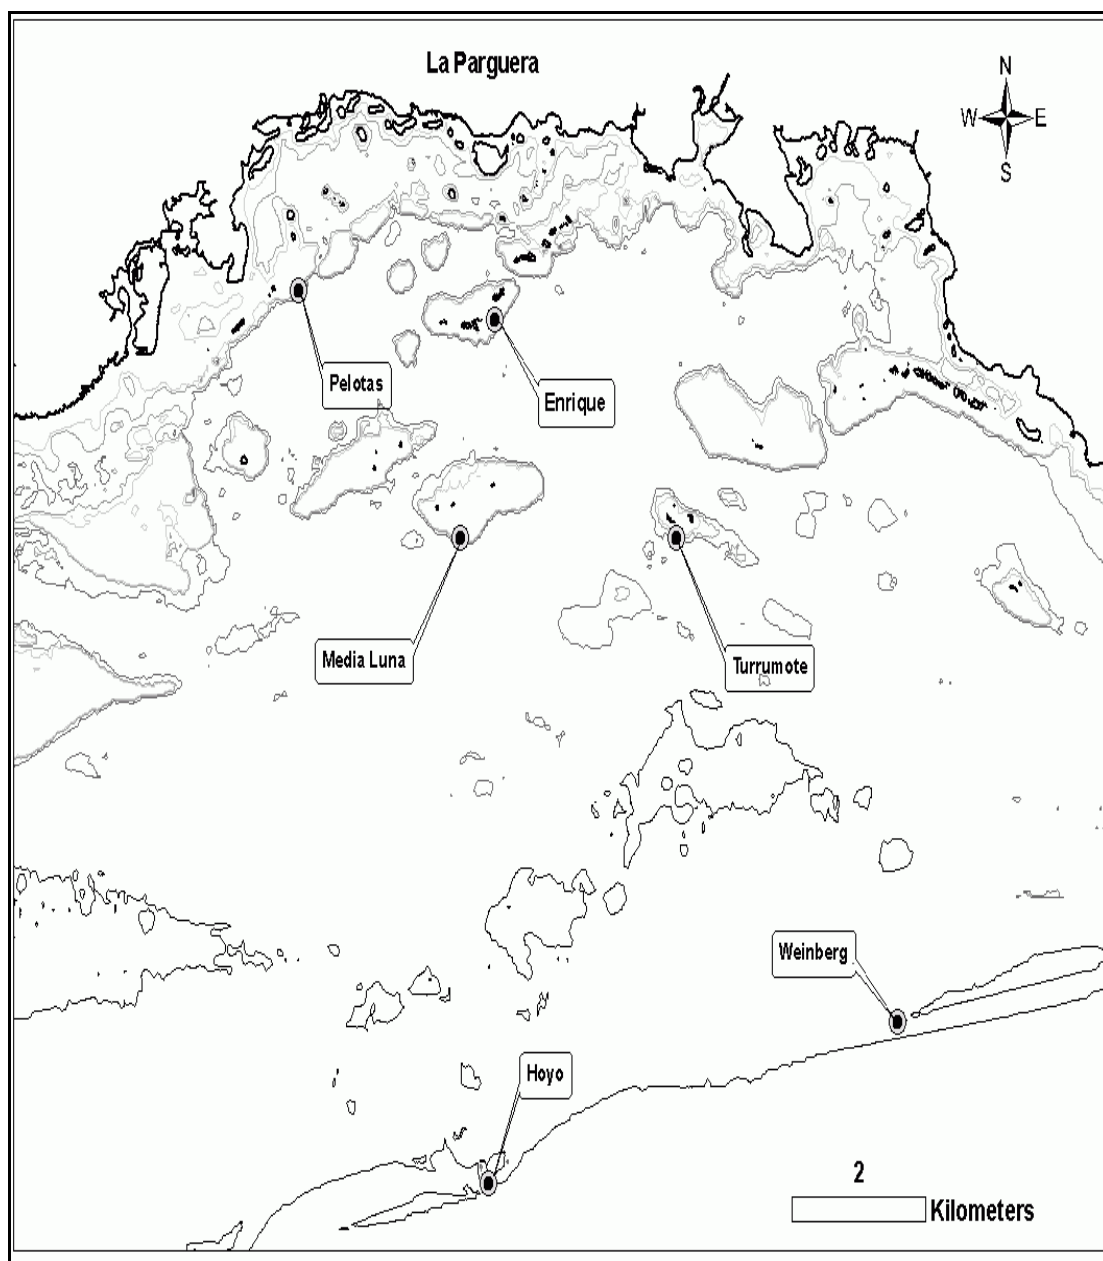 La Parguera
N
W E
S
Pelotas
Enrique
Media Luna
Turrumote
Weinberg
Hoyo
2
Kilometers